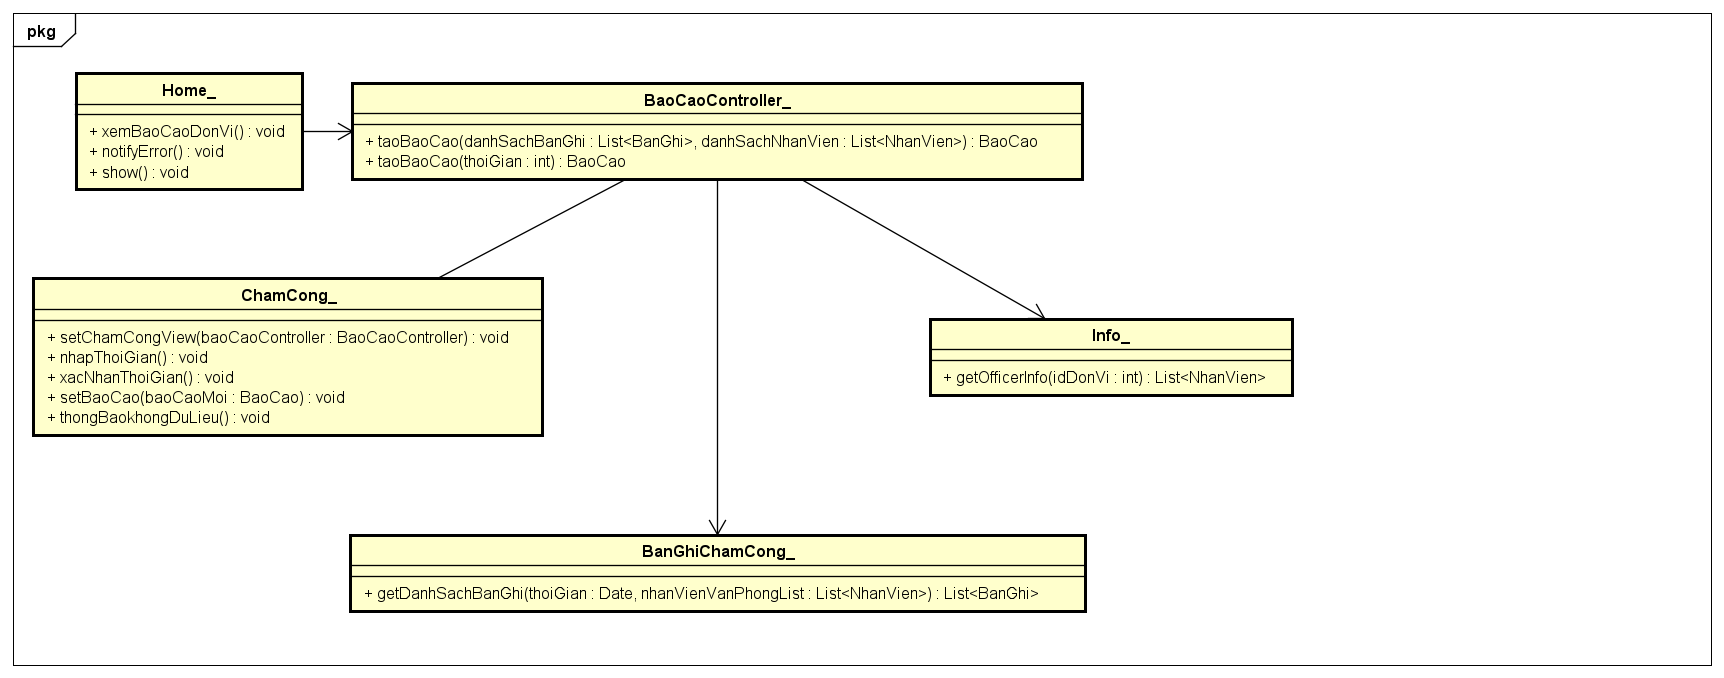 pkg
Home_
+ xemBaoCaoDonVi() : void
+ notifyError() : void
+ show() : void
BaoCaoController_
+ taoBaoCao(danhSachBanGhi : List<BanGhi>, danhSachNhanVien : List<NhanVien>) : BaoCao
+ taoBaoCao(thoiGian : int) : BaoCao
ChamCong_
+ setChamCongView(baoCaoController : BaoCaoController) : void
+ nhapThoiGian() : void
+ xacNhanThoiGian() : void
+ setBaoCao(baoCaoMoi : BaoCao) : void
+ thongBaokhongDuLieu() : void
Info_
+ getOfficerInfo(idDonVi : int) : List<NhanVien>
BanGhiChamCong_
+ getDanhSachBanGhi(thoiGian : Date, nhanVienVanPhongList : List<NhanVien>) : List<BanGhi>